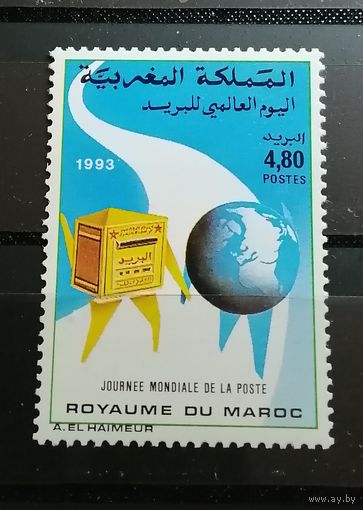 المملكة المغربية
اليوم العالمي للبريد
البريد
4,80
POSTES
1993
البريد
JOURNEE MONDIALE DE LA POSTE
ROYAUME DU MAROC
A. EL HAIMEUR
ay.by